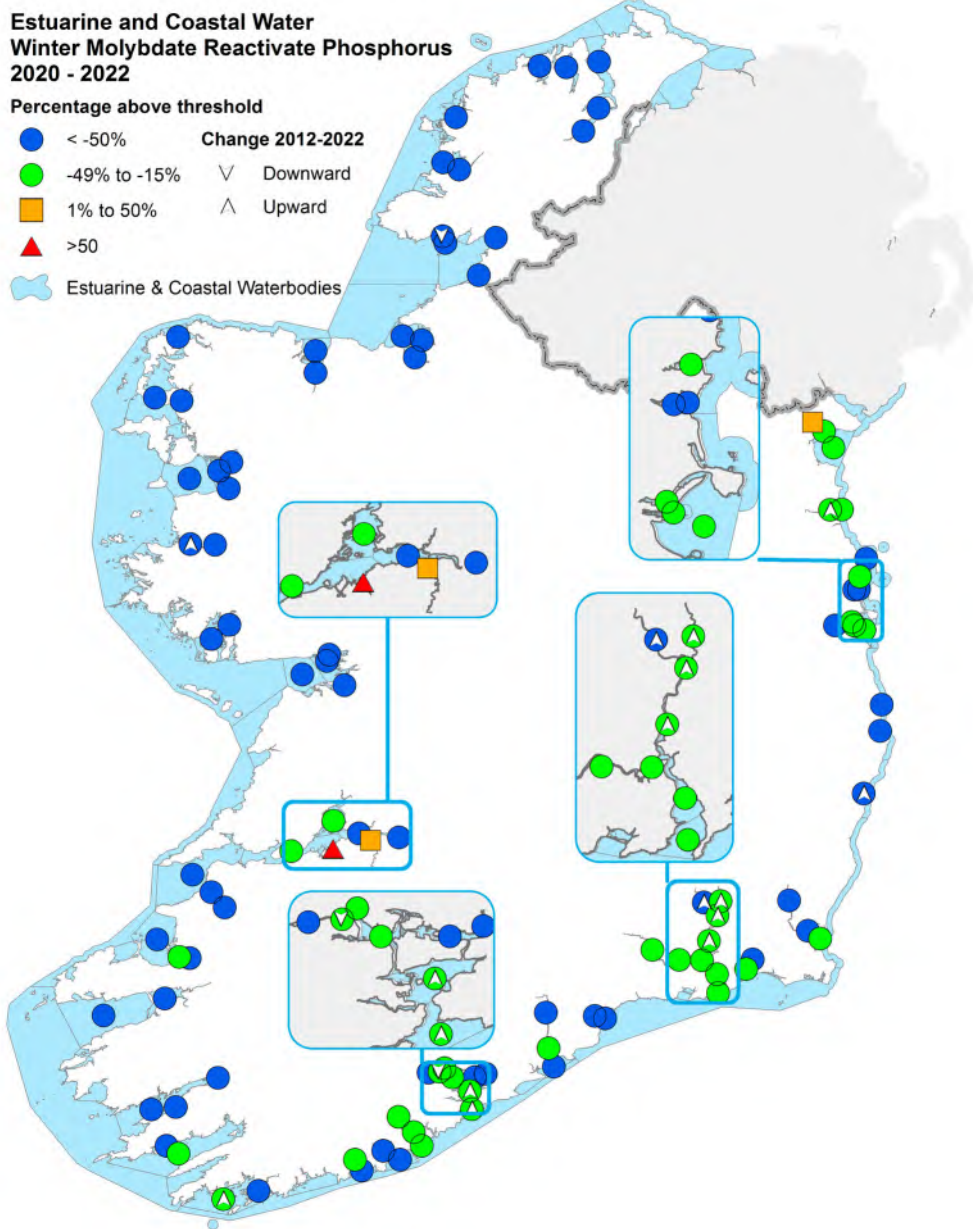 Estuarine and Coastal Water
Winter Molybdate Reactivate Phosphorus
2020 - 2022
Percentage above threshold
< -50%
Change 2012-2022
-49% to -15%
Downward
1% to 50%
Upward
>50
Estuarine & Coastal Waterbodies